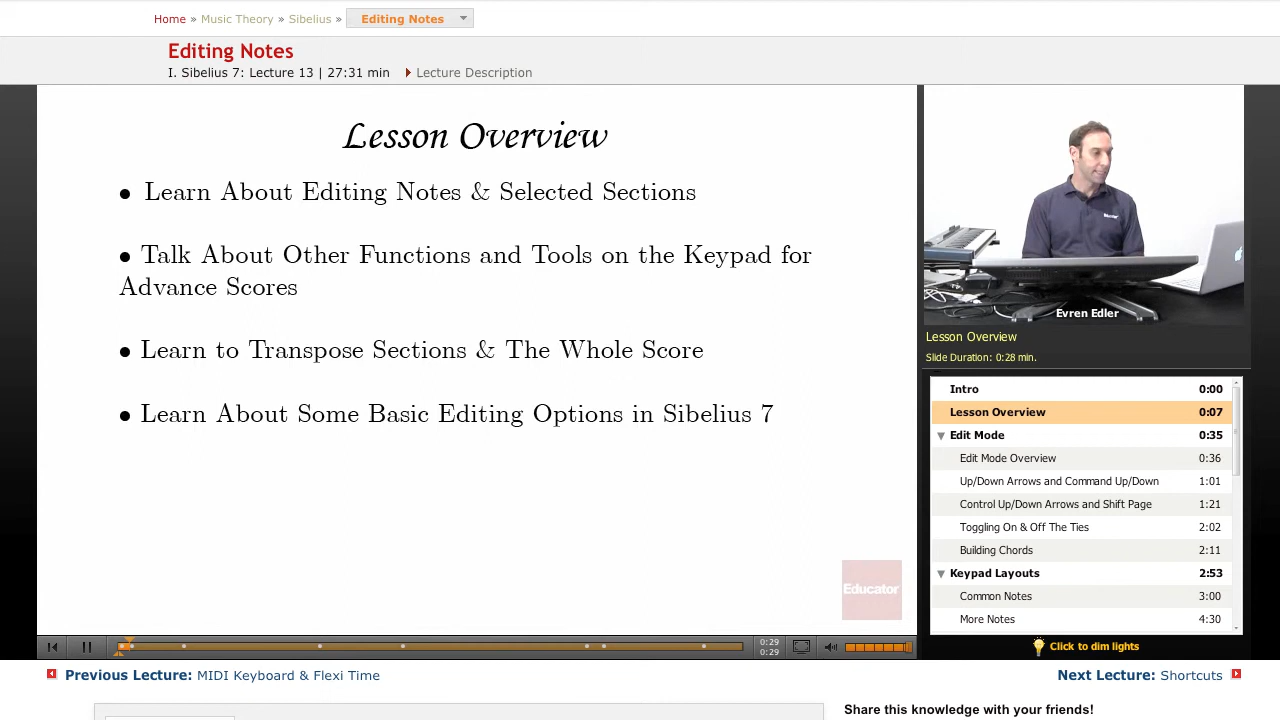 Home » Music Theory » Sibelius » Editing Notes
Editing Notes
I. Sibelius 7: Lecture 13 | 27:31 min Lecture Description
Lesson Overview
• Learn About Editing Notes & Selected Sections
• Talk About Other Functions and Tools on the Keypad for
Advance Scores
• Learn to Transpose Sections & The Whole Score
• Learn About Some Basic Editing Options in Sibelius 7
Educator
0:29
0:29
Educator
Evren Edler
Lesson Overview
Slide Duration: 0:28 min.
Intro 0:00
Lesson Overview 0:07
Edit Mode 0:35
Edit Mode Overview 0:36
Up/Down Arrows and Command Up/Down 1:01
Control Up/Down Arrows and Shift Page 1:21
Toggling On & Off The Ties 2:02
Building Chords 2:11
Keypad Layouts 2:53
Common Notes 3:00
More Notes 4:30
Click to dim lights
Previous Lecture: MIDI Keyboard & Flexi Time
Next Lecture: Shortcuts
Share this knowledge with your friends!